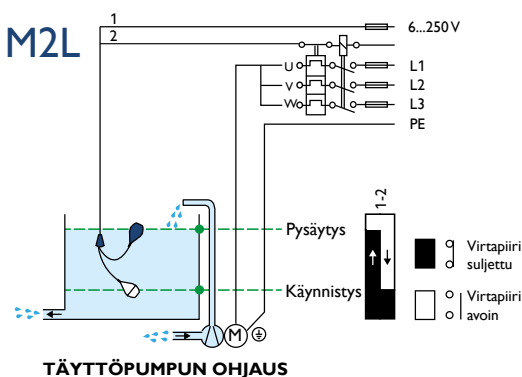 M2L
1
2
6...250 V
U
V
W
L1
L2
L3
PE
Pysäytys
Käynnistys
M
1-2
Virtapiiri
suljettu
Virtapiiri
avoin
TÄYTTÖPUMPUN OHJAUS